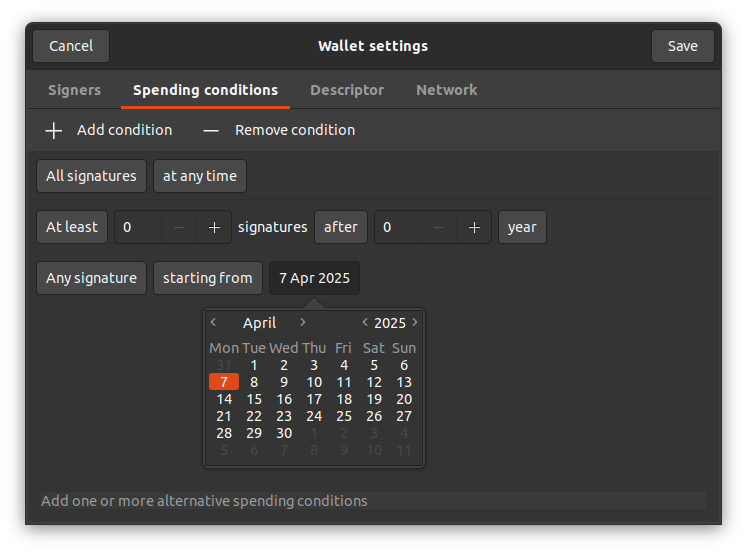 Cancel Wallet settings Save
Signers Spending conditions Descriptor Network
+ Add condition — Remove condition
All signatures at any time
At least 0 − + signatures after 0 − + year
Any signature starting from 7 Apr 2025
‹ April › ‹ 2025 ›
Mon Tue Wed Thu Fri Sat Sun
31 1 2 3 4 5 6
7 8 9 10 11 12 13
14 15 16 17 18 19 20
21 22 23 24 25 26 27
28 29 30 1 2 3 4
5 6 7 8 9 10 11
Add one or more alternative spending conditions